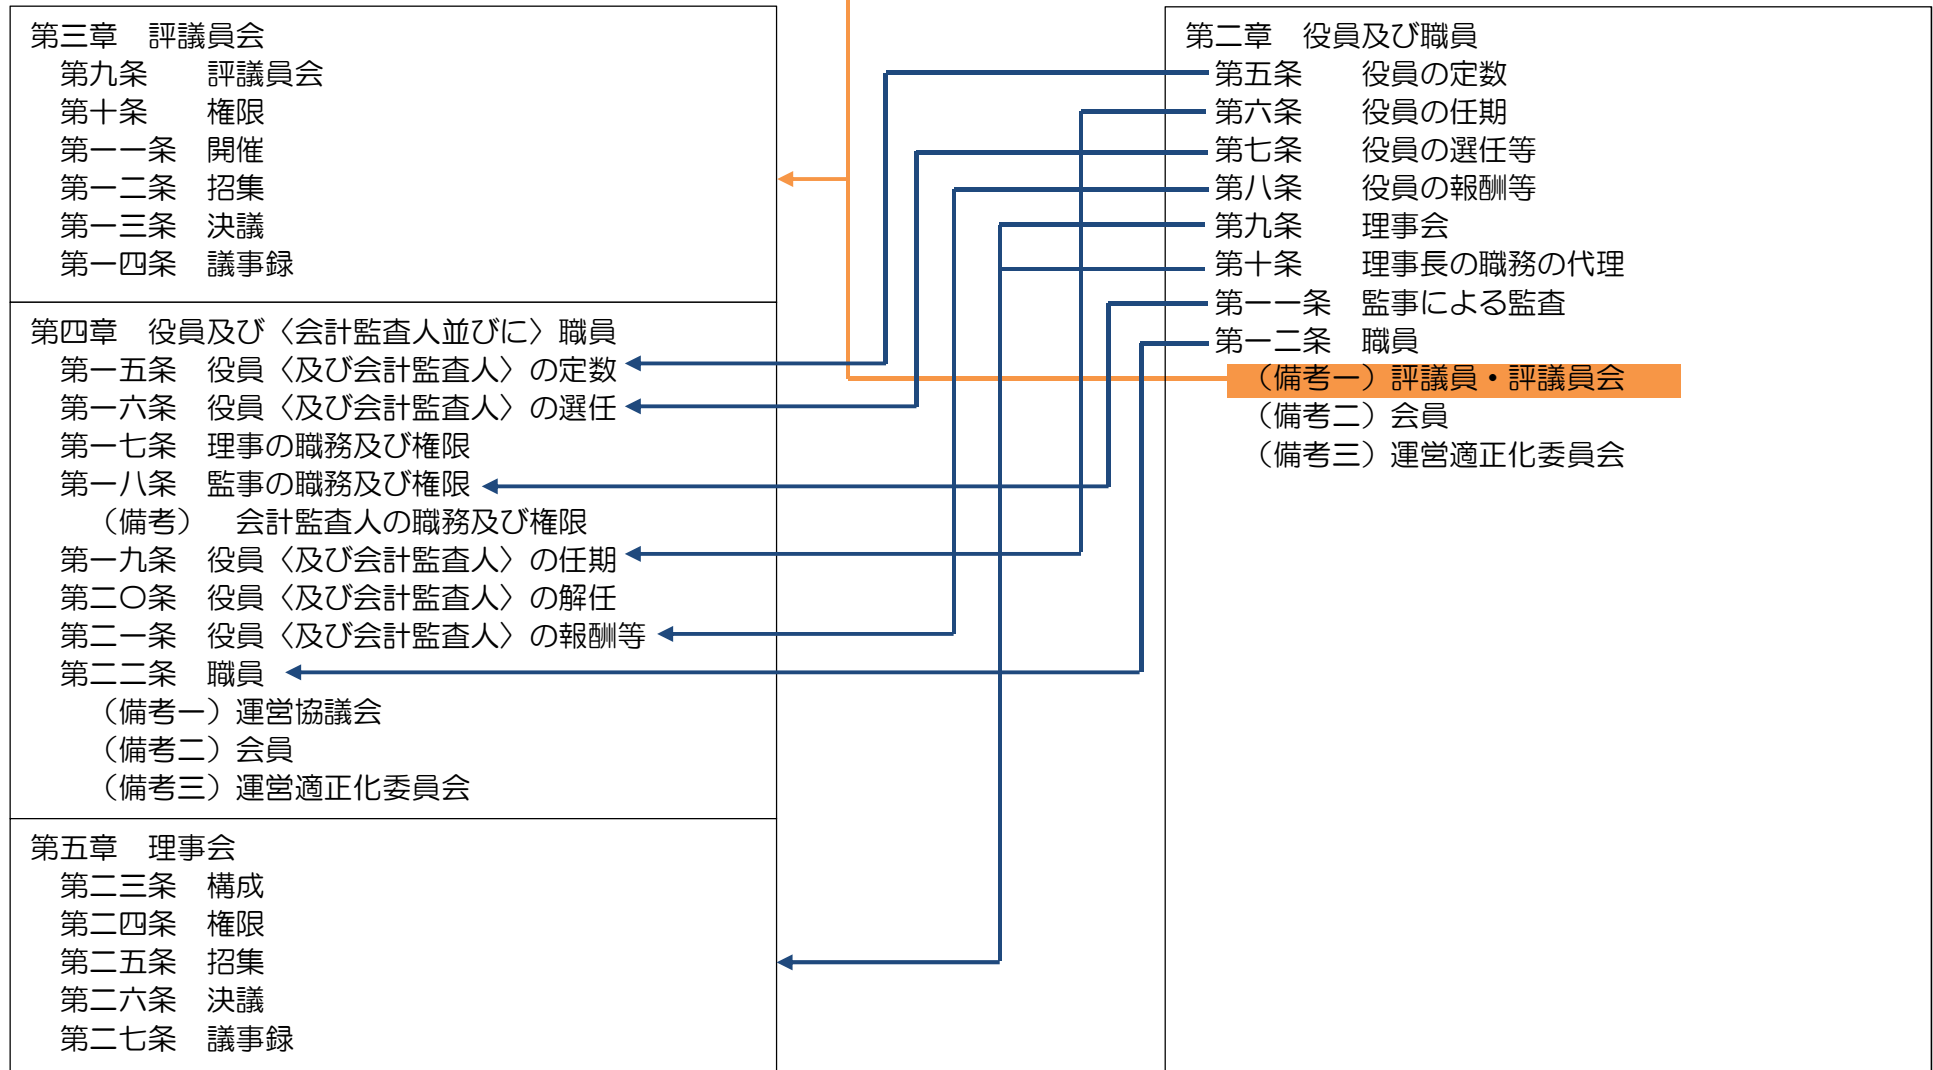 第三章　評議員会
第九条　　評議員会
第十条　　権限
第一一条　開催
第一二条　招集
第一三条　決議
第一四条　議事録
第四章　役員及び〈会計監査人並びに〉職員
第一五条　役員〈及び会計監査人〉の定数
第一六条　役員〈及び会計監査人〉の選任
第一七条　理事の職務及び権限
第一八条　監事の職務及び権限
（備考）　会計監査人の職務及び権限
第一九条　役員〈及び会計監査人〉の任期
第二〇条　役員〈及び会計監査人〉の解任
第二一条　役員〈及び会計監査人〉の報酬等
第二二条　職員
（備考一）運営協議会
（備考二）会員
（備考三）運営適正化委員会
第五章　理事会
第二三条　構成
第二四条　権限
第二五条　招集
第二六条　決議
第二七条　議事録
第二章　役員及び職員
第五条　　役員の定数
第六条　　役員の任期
第七条　　役員の選任等
第八条　　役員の報酬等
第九条　　理事会
第十条　　理事長の職務の代理
第一一条　監事による監査
第一二条　職員
（備考一）評議員・評議員会
（備考二）会員
（備考三）運営適正化委員会